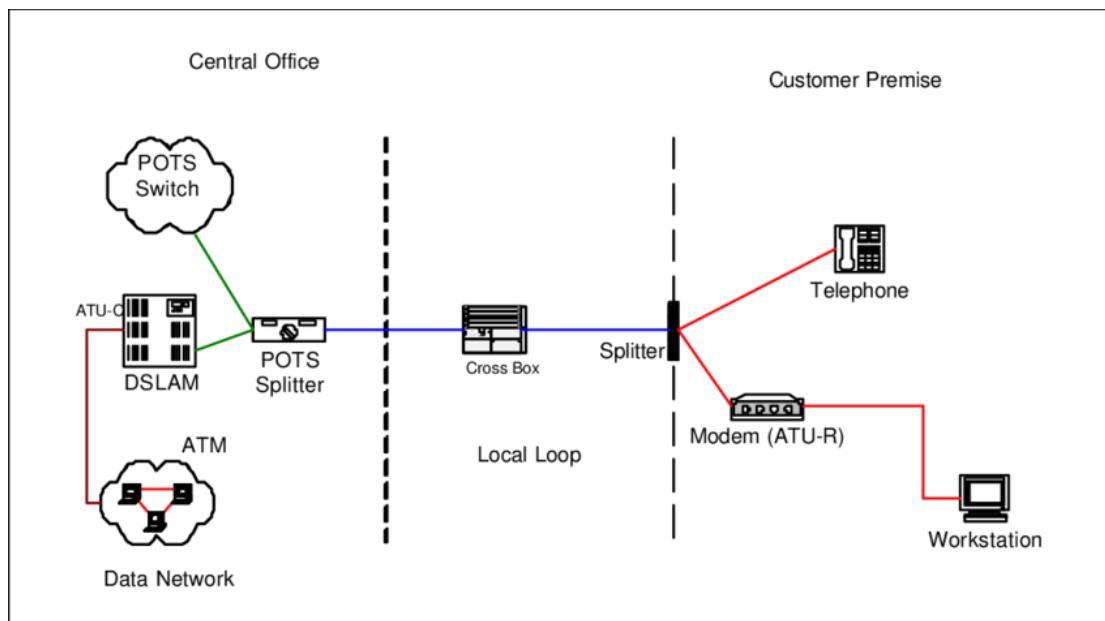 Central Office
Customer Premise
POTS
Switch
ATU-C
DSLAM
POTS
Splitter
Cross Box
Splitter
Telephone
Modem (ATU-R)
ATM
Local Loop
Workstation
Data Network